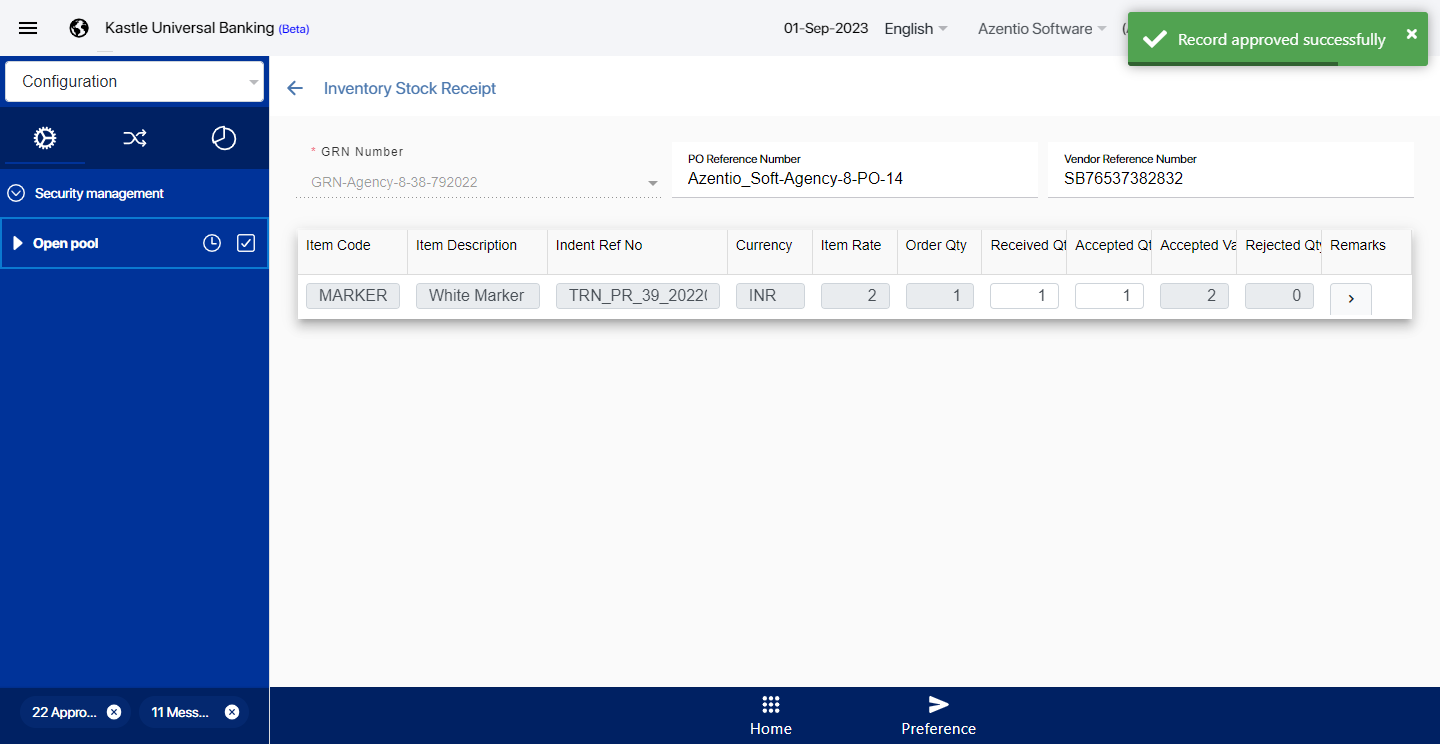 Kastle Universal Banking (Beta)
01-Sep-2023 English Azentio Software
Record approved successfully
Configuration
Inventory Stock Receipt
* GRN Number
GRN-Agency-8-38-792022
PO Reference Number
Azentio_Soft-Agency-8-PO-14
Vendor Reference Number
SB76537382832
Security management
Open pool
Item Code Item Description Indent Ref No Currency Item Rate Order Qty Received Qt Accepted Qt Accepted Va Rejected Qty Remarks
MARKER White Marker TRN_PR_39_2022 INR 2 1 1 1 2 0
22 Appro... 11 Mess...
Home Preference